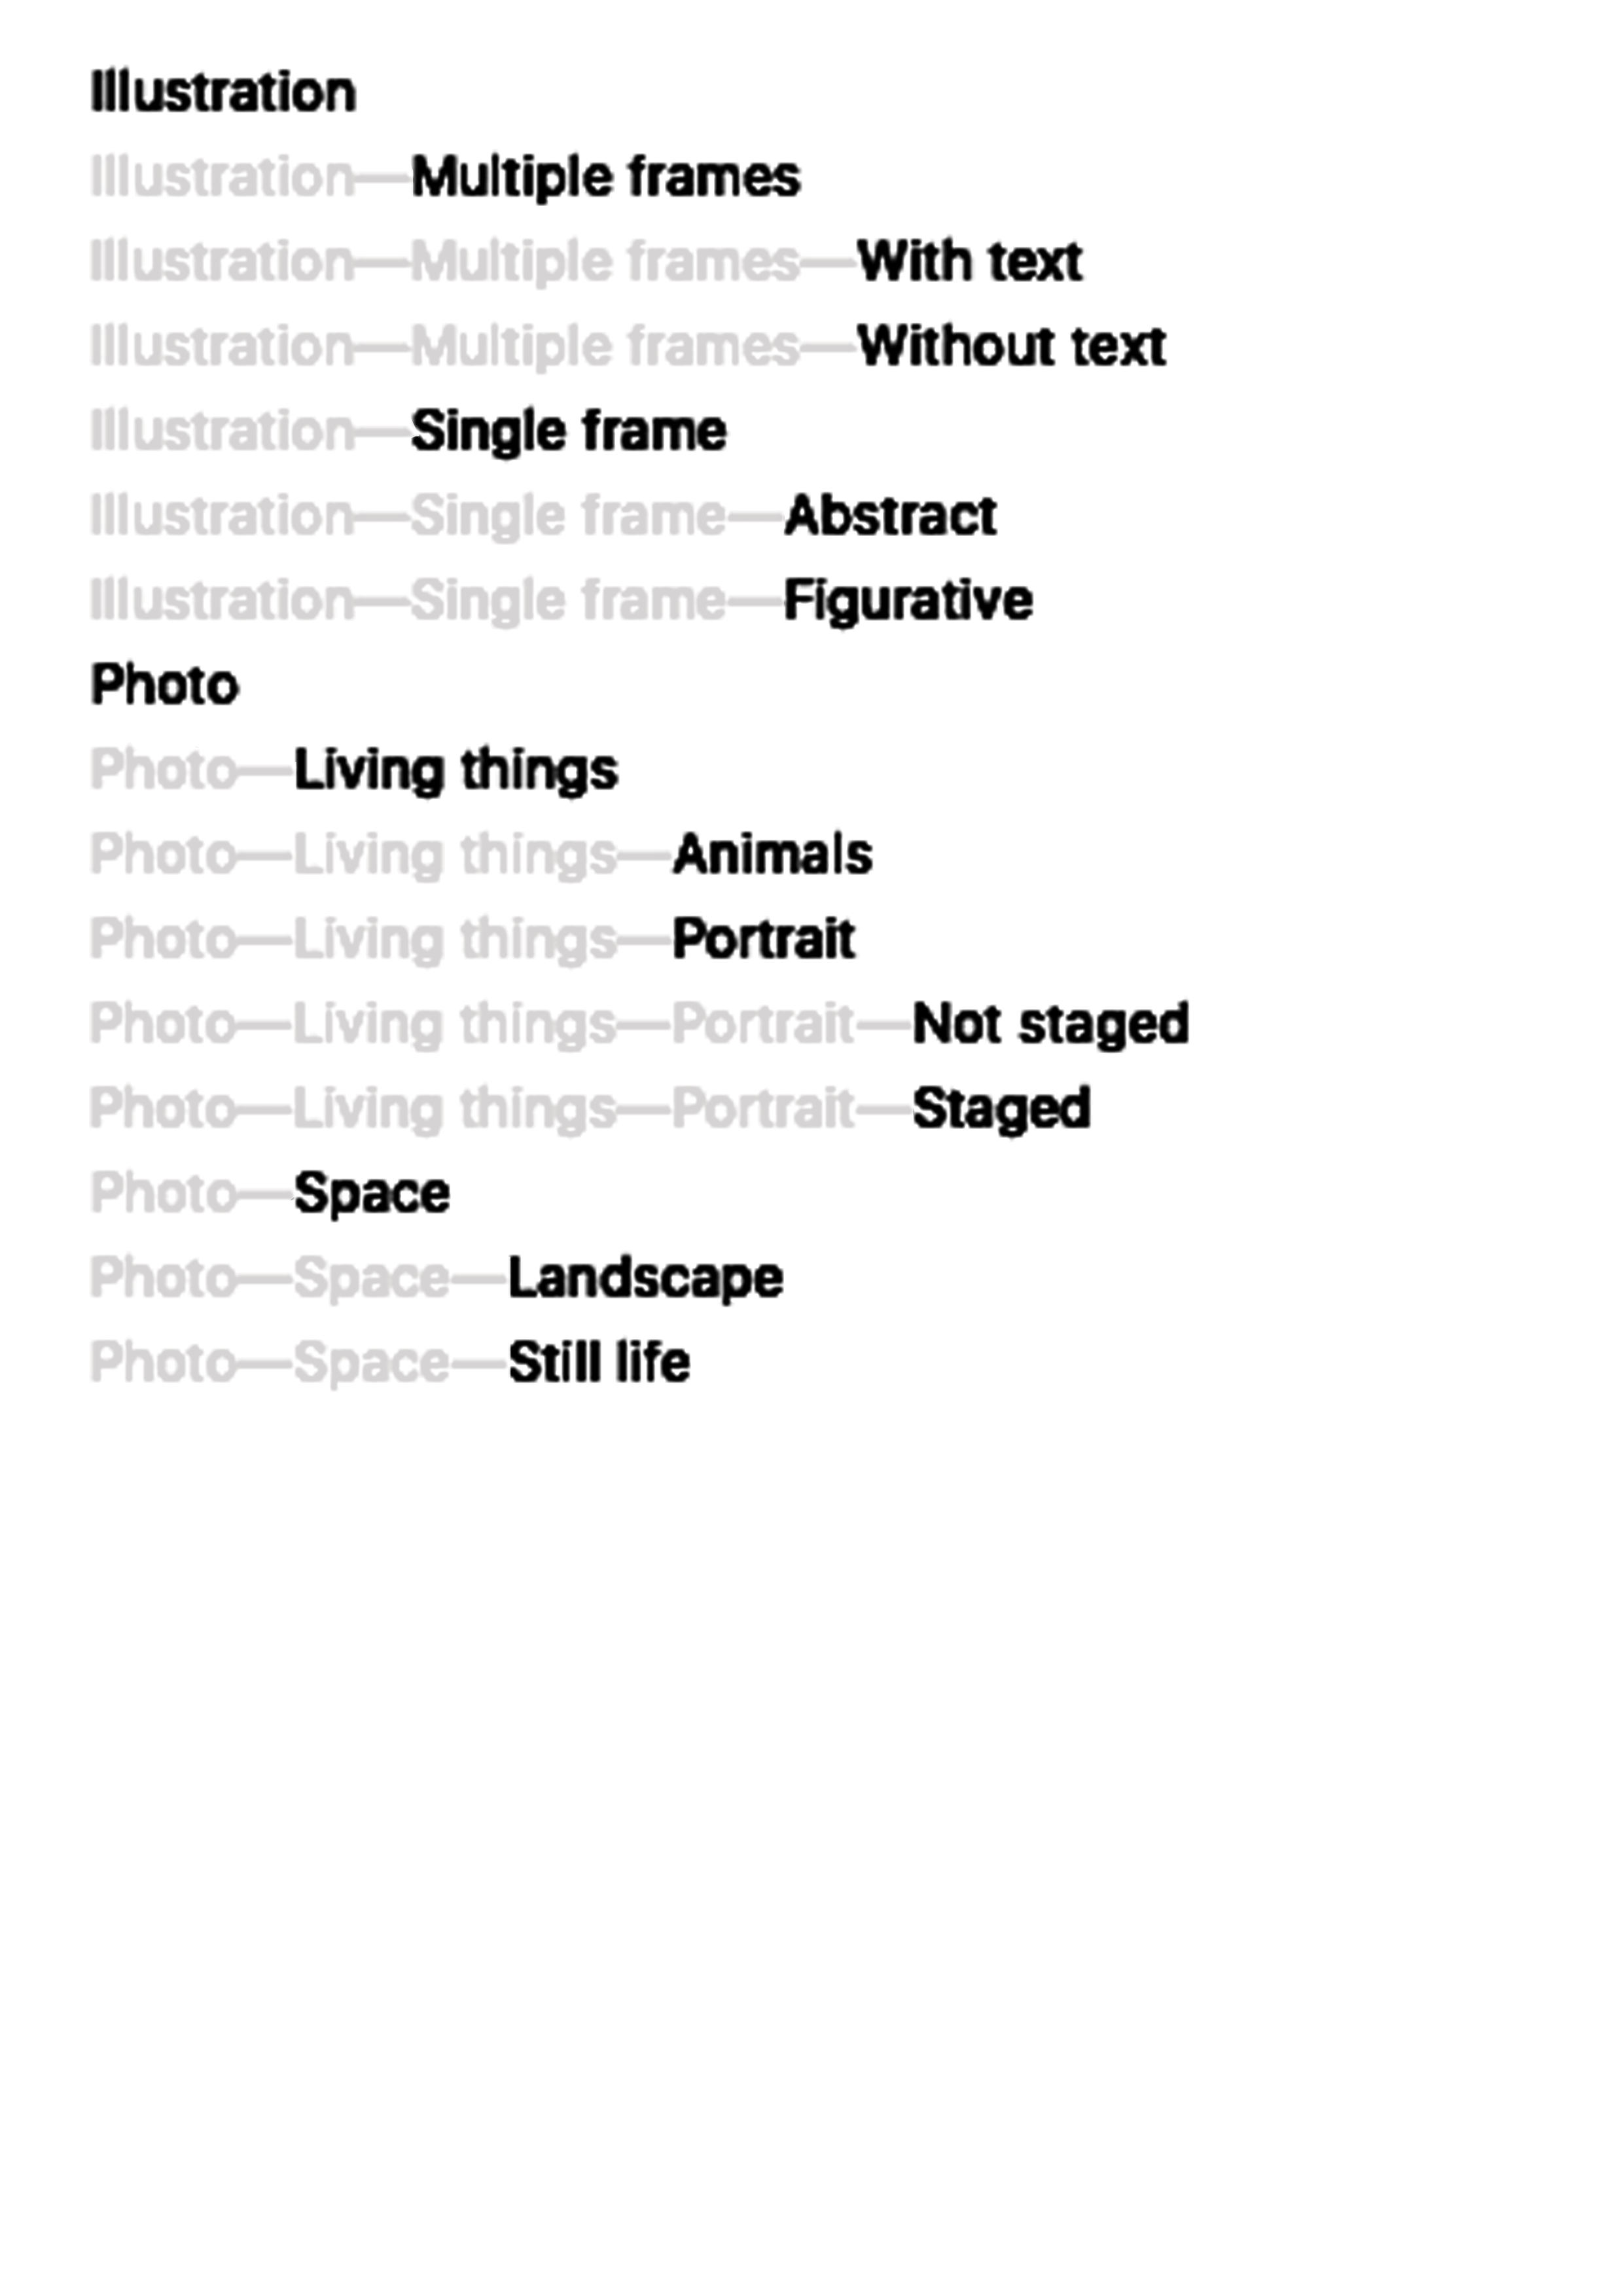 Illustration
Illustration—Multiple frames
Illustration—Multiple frames—With text
Illustration—Multiple frames—Without text
Illustration—Single frame
Illustration—Single frame—Abstract
Illustration—Single frame—Figurative
Photo
Photo—Living things
Photo—Living things—Animals
Photo—Living things—Portrait
Photo—Living things—Portrait—Not staged
Photo—Living things—Portrait—Staged
Photo—Space
Photo—Space—Landscape
Photo—Space—Still life